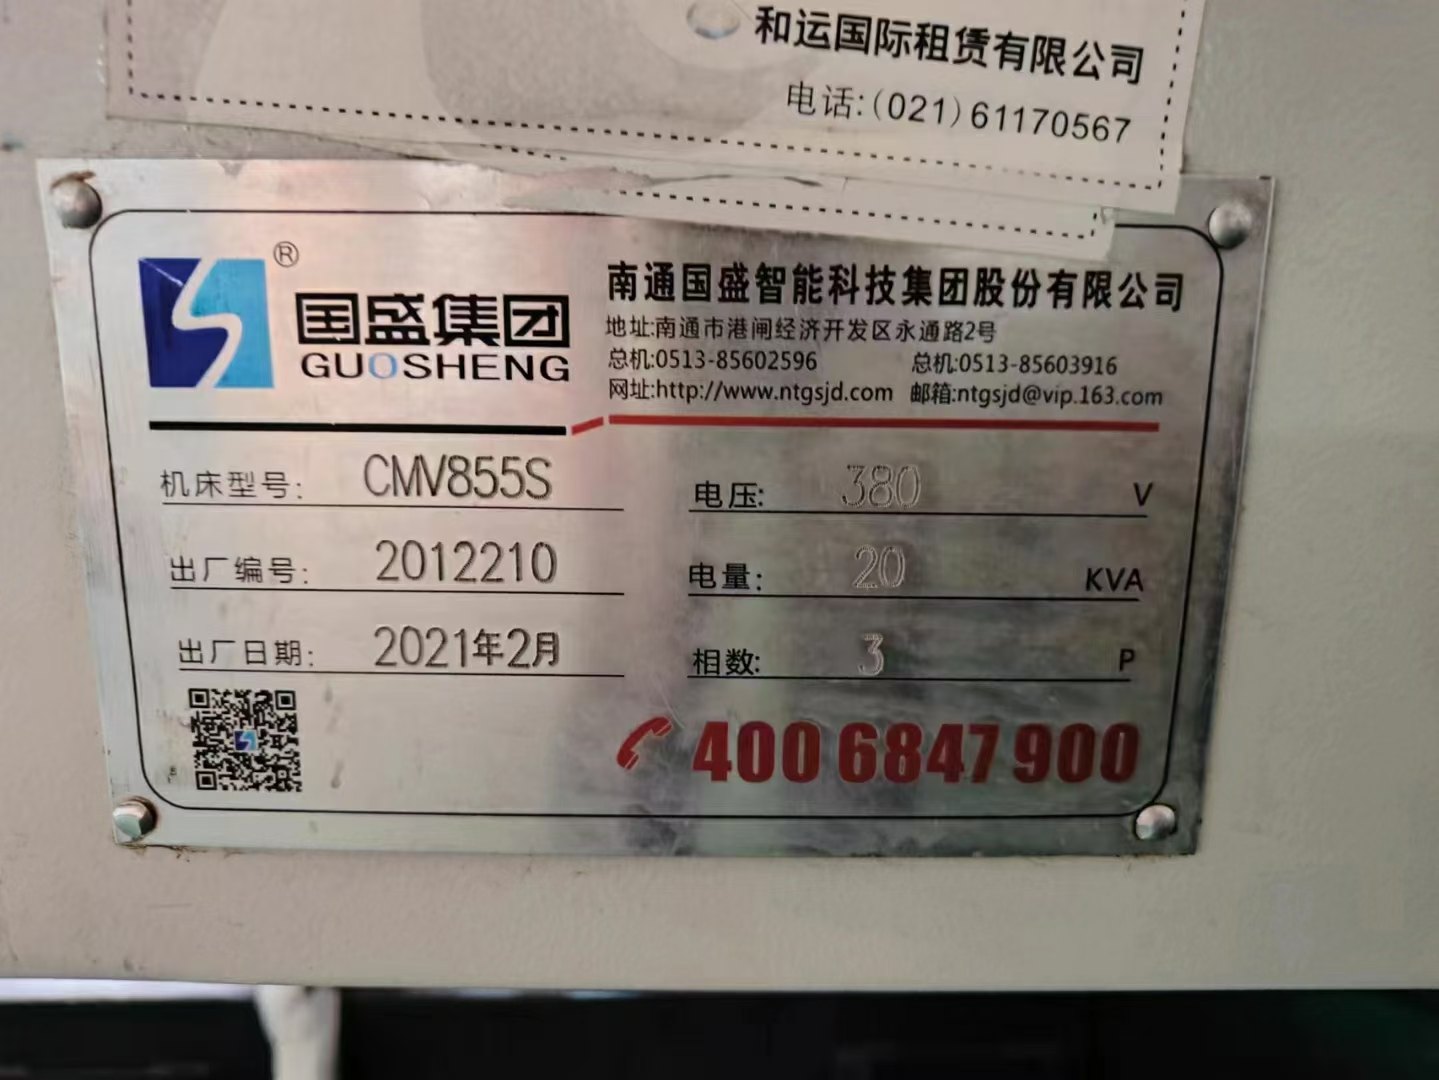 和运国际租赁有限公司
电话:(021)61170567
®
国盛集团
GUOSHENG
南通国盛智能科技集团股份有限公司
地址:南通市港闸经济开发区永通路2号
总机:0513-85602596 总机:0513-85603916
网址:http://www.ntgsjd.com 邮箱:ntgsjd@vip.163.com
机床型号: CMV855S
电压: 380 V
出厂编号: 2012210
电量: 20 KVA
出厂日期: 2021年2月
相数: 3 P
400 6847 900